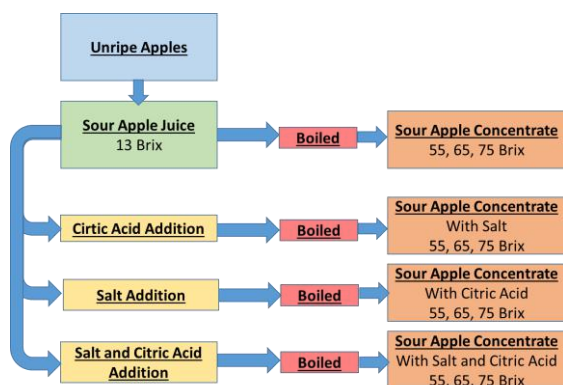 Unripe Apples
Sour Apple Juice
13 Brix
Boiled
Sour Apple Concentrate
55, 65, 75 Brix
Cirtic Acid Addition
Boiled
Sour Apple Concentrate
With Salt
55, 65, 75 Brix
Salt Addition
Boiled
Sour Apple Concentrate
With Citric Acid
55, 65, 75 Brix
Salt and Citric Acid
Addition
Boiled
Sour Apple Concentrate
With Salt and Citric Acid
55, 65, 75 Brix